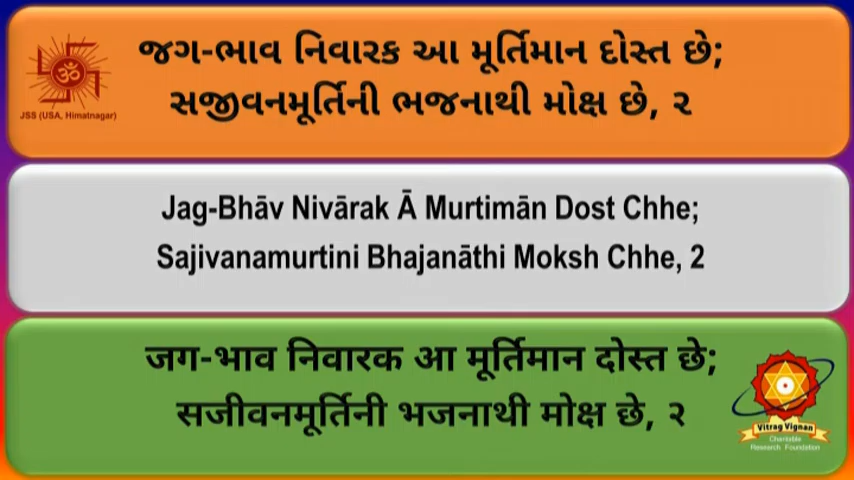 જગ-ભાવ નિવારક આ મૂર્તિમાન દોસ્ત છે;
સજીવનમૂર્તિની ભજનાથી મોક્ષ છે, ૨
ॐ
JSS (USA, Himatnagar)
Jag-Bhāv Nivārak Ā Murtimān Dost Chhe;
Sajivanamurtini Bhajanāthi Moksh Chhe, 2
जग-भाव निवारक आ मूर्तिमान दोस्त छे;
सजीवनमूर्तिनी भजनाथी मोक्ष छे, २
Vitrag Vignan
Charitable
Research Foundation